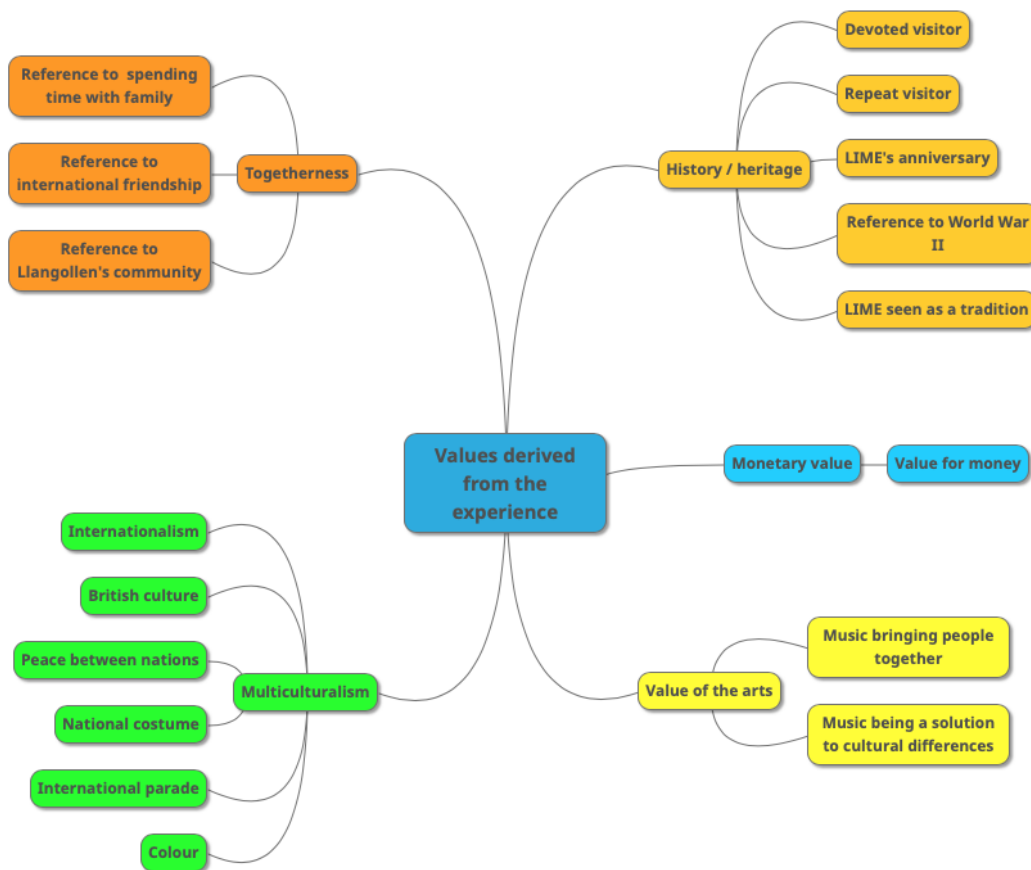 Values derived
from the
experience
Togetherness
Reference to  spending
time with family
Reference to
international friendship
Reference to
Llangollen's community
History / heritage
Devoted visitor
Repeat visitor
LIME's anniversary
Reference to World War
II
LIME seen as a tradition
Monetary value
Value for money
Multiculturalism
Internationalism
British culture
Peace between nations
National costume
International parade
Colour
Value of the arts
Music bringing people
together
Music being a solution
to cultural differences